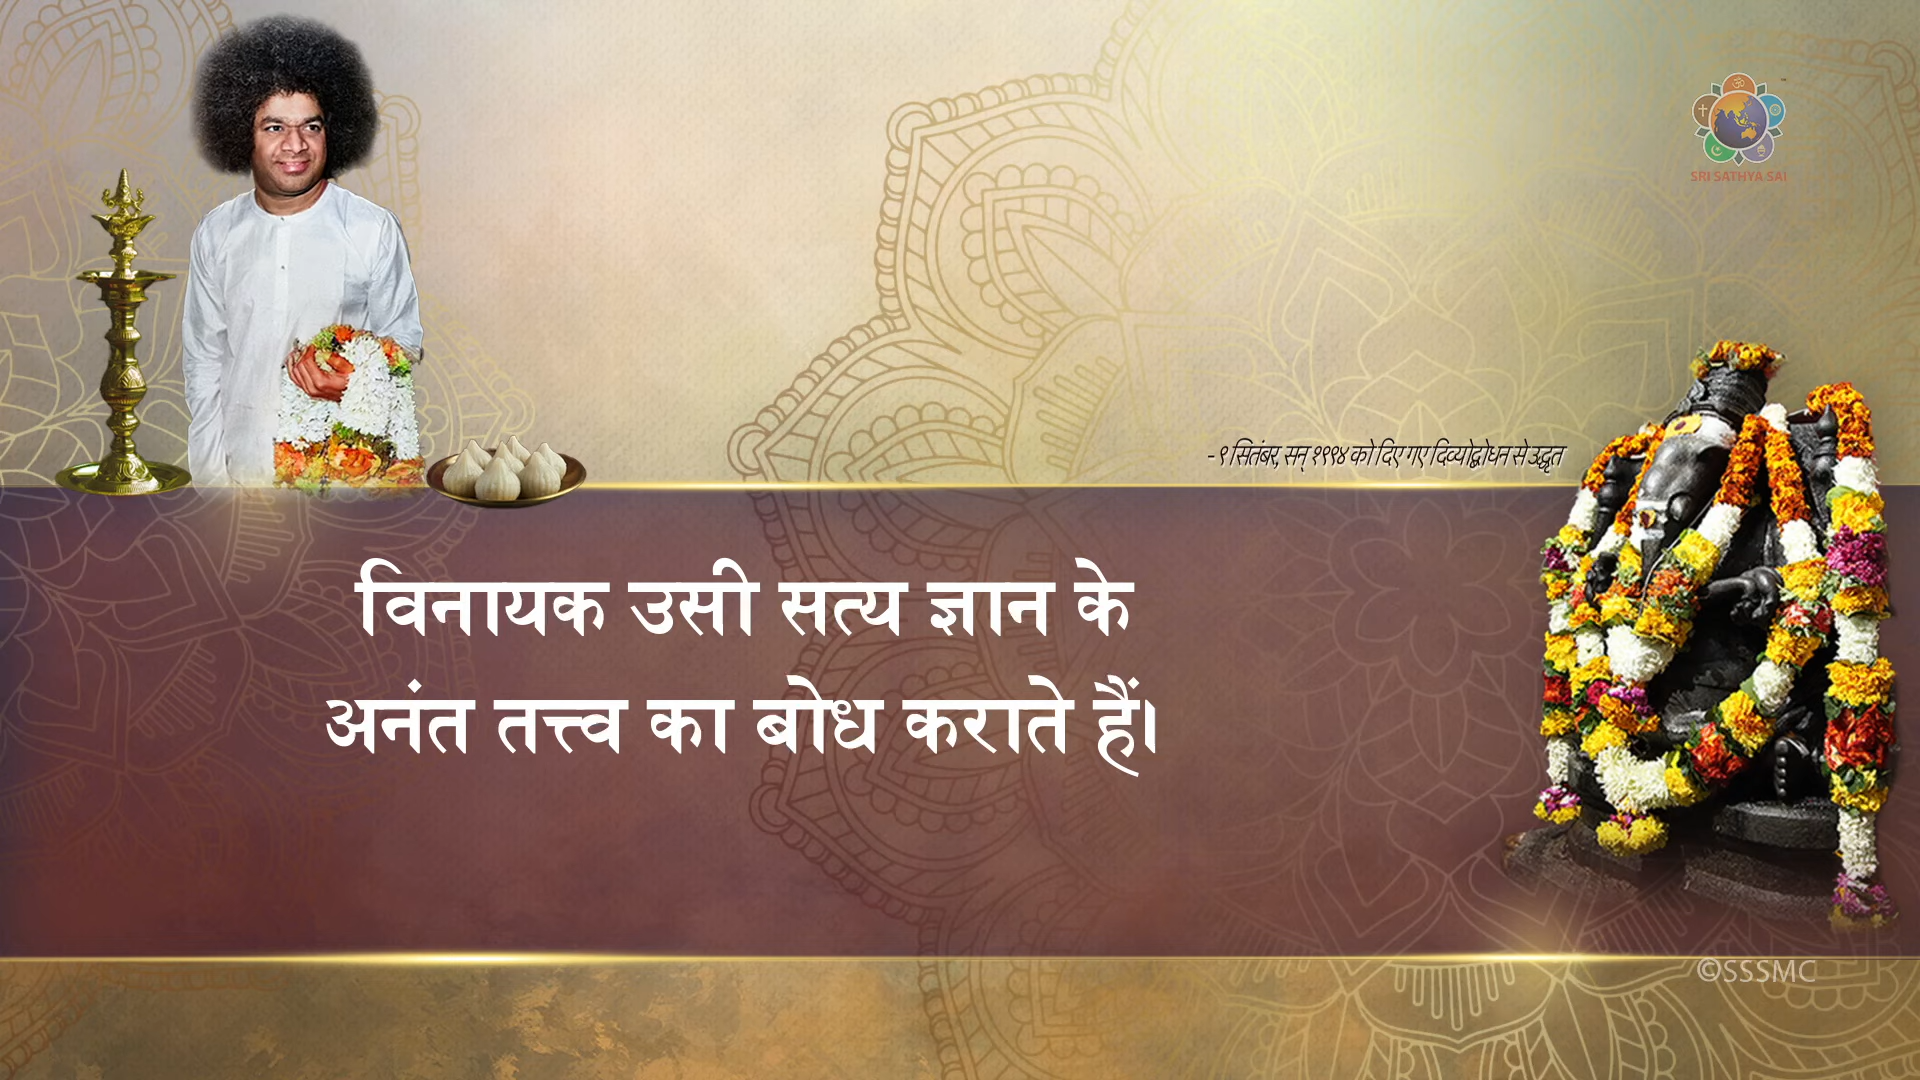 SRI SATHYA SAI
- ९ सितंबर, सन् १९९४ को दिए गए दिव्योद्बोधन से उद्धृत
विनायक उसी सत्य ज्ञान के
अनंत तत्त्व का बोध कराते हैं।
©SSSMC